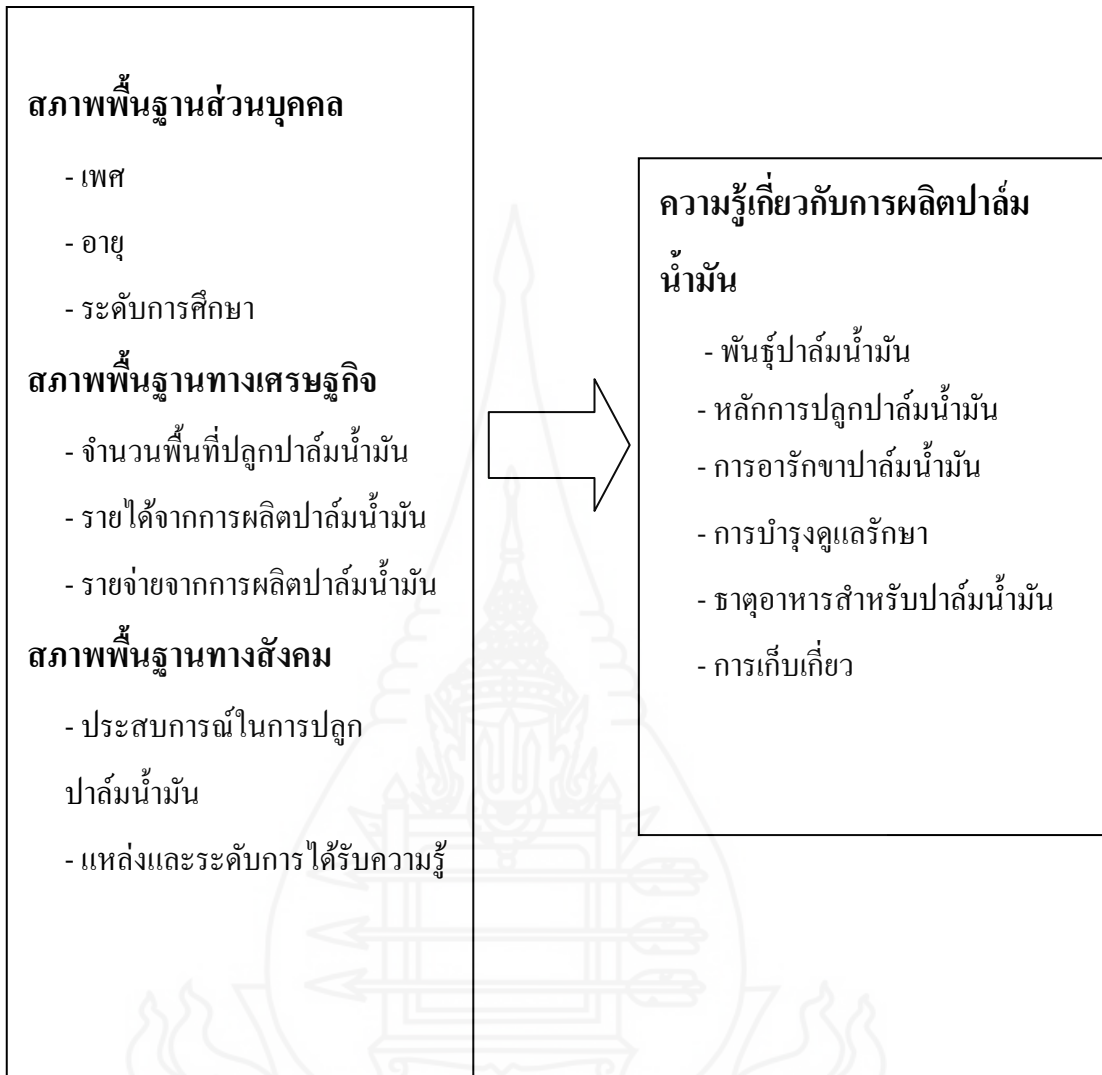 สภาพพื้นฐานส่วนบุคคล
- เพศ
- อายุ
- ระดับการศึกษา
สภาพพื้นฐานทางเศรษฐกิจ
- จำนวนพื้นที่ปลูกปาล์มน้ำมัน
- รายได้จากการผลิตปาล์มน้ำมัน
- รายจ่ายจากการผลิตปาล์มน้ำมัน
สภาพพื้นฐานทางสังคม
- ประสบการณ์ในการปลูก
ปาล์มน้ำมัน
- แหล่งและระดับการได้รับความรู้
ความรู้เกี่ยวกับการผลิตปาล์ม
น้ำมัน
- พันธุ์ปาล์มน้ำมัน
- หลักการปลูกปาล์มน้ำมัน
- การอารักขาปาล์มน้ำมัน
- การบำรุงดูแลรักษา
- ธาตุอาหารสำหรับปาล์มน้ำมัน
- การเก็บเกี่ยว